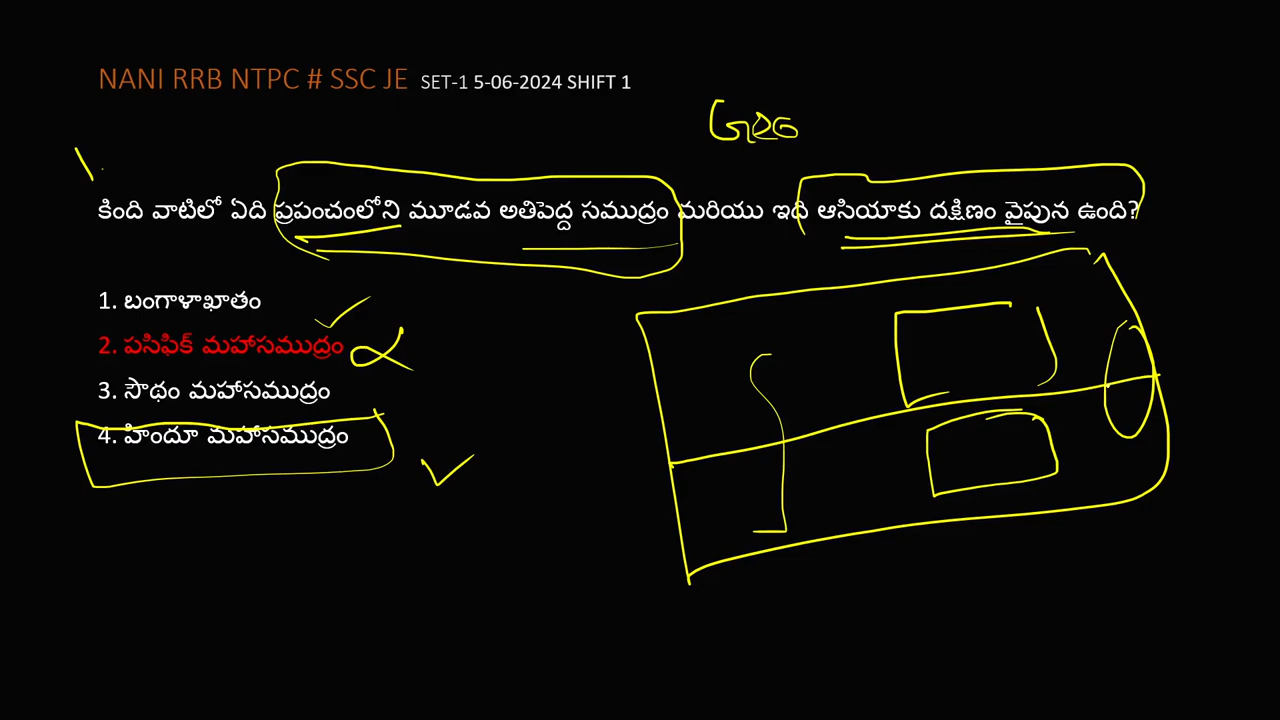 NANI RRB NTPC # SSC JE SET-1 5-06-2024 SHIFT 1
కింది వాటిలో ఏది ప్రపంచంలోని మూడవ అతిపెద్ద సముద్రం మరియు ఇది ఆసియాకు దక్షిణం వైపున ఉంది?
1. బంగాళాఖాతం
2. పసిఫిక్ మహాసముద్రం
3. సౌథం మహాసముద్రం
4. హిందూ మహాసముద్రం